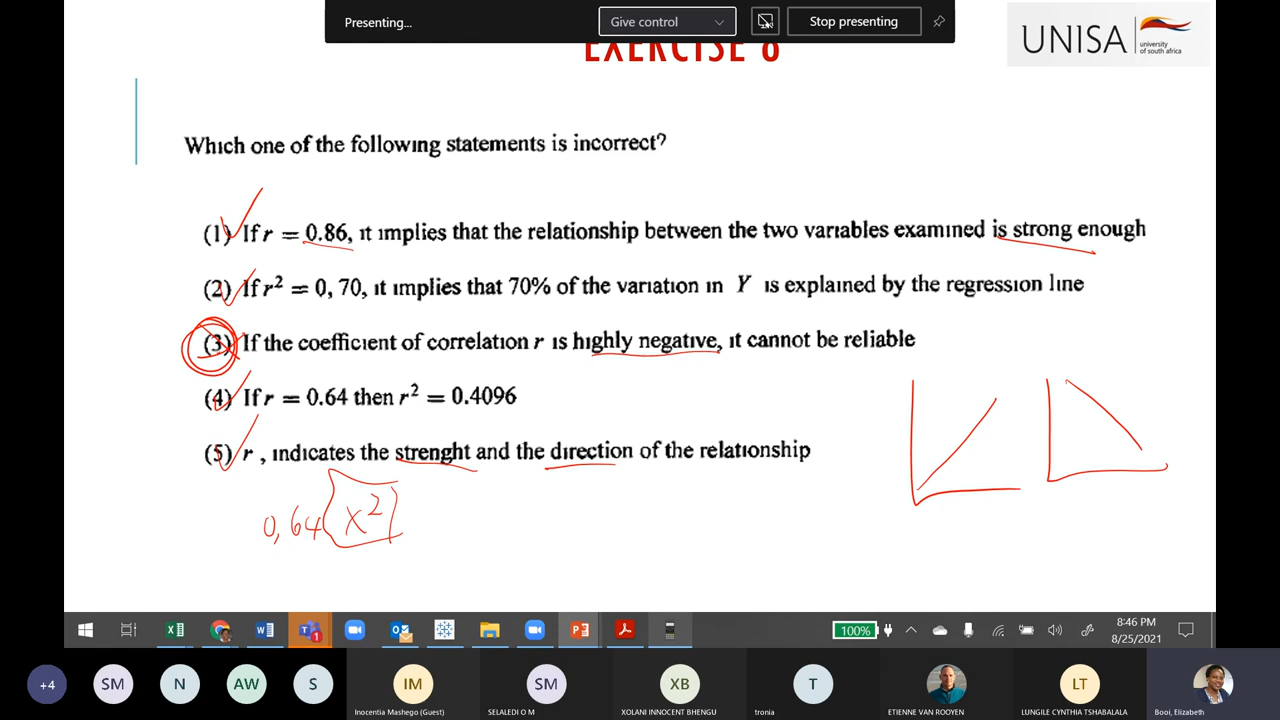 Presenting...
Give control
Stop presenting
EXERCISE 8
UNISA
university
of south africa
Which one of the following statements is incorrect?
(1) If r = 0.86, it implies that the relationship between the two variables examined is strong enough
(2) If r² = 0, 70, it implies that 70% of the variation in Y is explained by the regression line
(3) If the coefficient of correlation r is highly negative, it cannot be reliable
(4) If r = 0.64 then r² = 0.4096
(5) r , indicates the strenght and the direction of the relationship
0,64 x²
100%
8:46 PM
8/25/2021
1
+4
SM
N
AW
S
IM
SM
XB
T
LT
Inocentia Mashego (Guest)
SELALEDI O M
XOLANI INNOCENT BHENGU
tronia
ETIENNE VAN ROOYEN
LUNGILE CYNTHIA TSHABALALA
Booi, Elizabeth